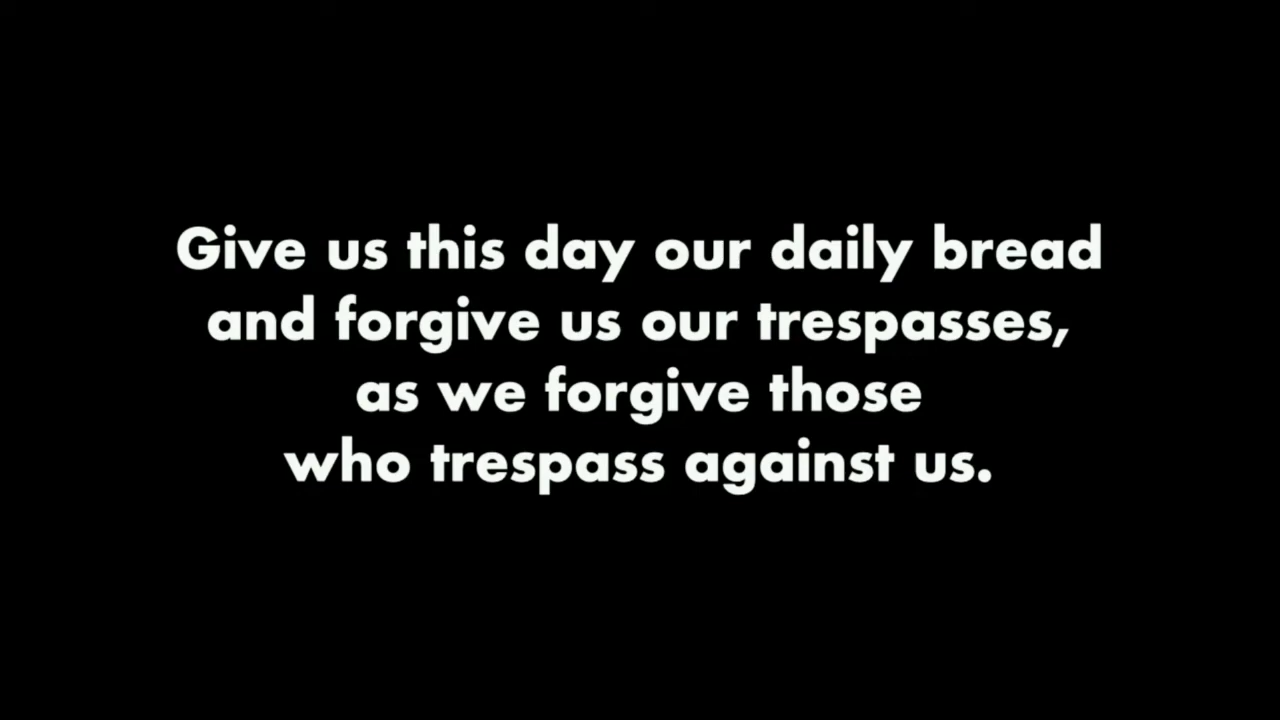 Give us this day our daily bread
and forgive us our trespasses,
as we forgive those
who trespass against us.